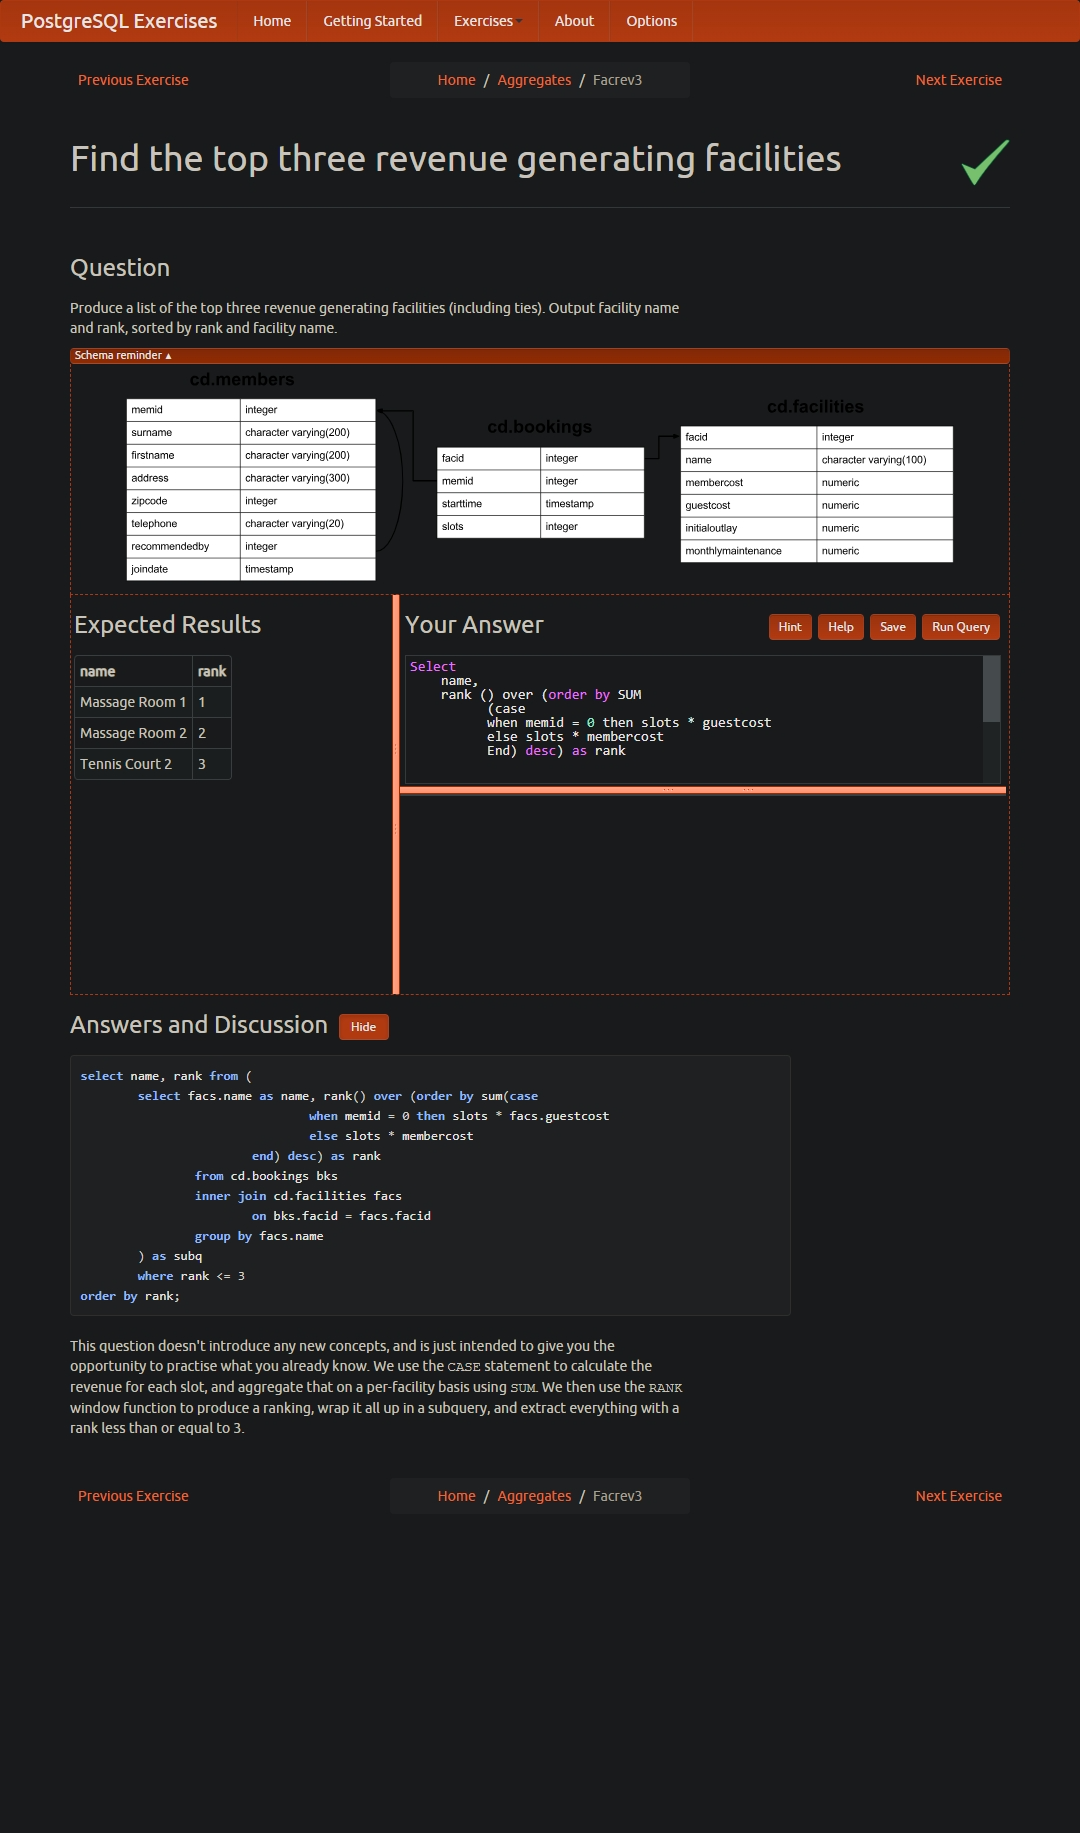 PostgreSQL Exercises Home Getting Started Exercises About Options
Previous Exercise Home / Aggregates / Facrev3 Next Exercise
Find the top three revenue generating facilities
Question
Produce a list of the top three revenue generating facilities (including ties). Output facility name
and rank, sorted by rank and facility name.
Schema reminder ▴
cd.members
memid integer
surname character varying(200)
firstname character varying(200)
address character varying(300)
zipcode integer
telephone character varying(20)
recommendedby integer
joindate timestamp
cd.bookings
facid integer
memid integer
starttime timestamp
slots integer
cd.facilities
facid integer
name character varying(100)
membercost numeric
guestcost numeric
initialoutlay numeric
monthlymaintenance numeric
Expected Results
name rank
Massage Room 1 1
Massage Room 2 2
Tennis Court 2 3
Your Answer Hint Help Save Run Query
Select
name,
rank () over (order by SUM
(case
when memid = 0 then slots * guestcost
else slots * membercost
End) desc) as rank
Answers and Discussion Hide
select name, rank from (
select facs.name as name, rank() over (order by sum(case
when memid = 0 then slots * facs.guestcost
else slots * membercost
end) desc) as rank
from cd.bookings bks
inner join cd.facilities facs
on bks.facid = facs.facid
group by facs.name
) as subq
where rank <= 3
order by rank;
This question doesn't introduce any new concepts, and is just intended to give you the
opportunity to practise what you already know. We use the CASE statement to calculate the
revenue for each slot, and aggregate that on a per-facility basis using SUM. We then use the RANK
window function to produce a ranking, wrap it all up in a subquery, and extract everything with a
rank less than or equal to 3.
Previous Exercise Home / Aggregates / Facrev3 Next Exercise